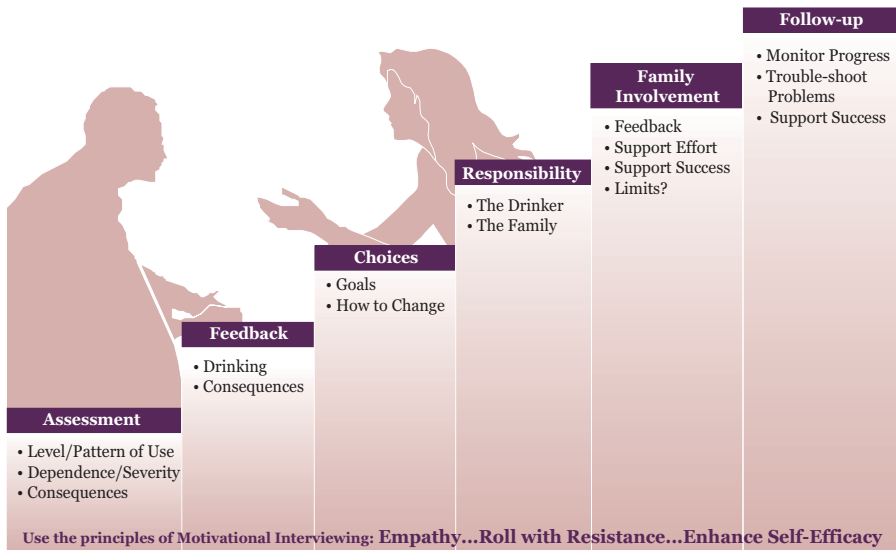 Assessment
• Level/Pattern of Use
• Dependence/Severity
• Consequences
Feedback
• Drinking
• Consequences
Choices
• Goals
• How to Change
Responsibility
• The Drinker
• The Family
Family
Involvement
• Feedback
• Support Effort
• Support Success
• Limits?
Follow-up
• Monitor Progress
• Trouble-shoot
Problems
• Support Success
Use the principles of Motivational Interviewing: Empathy...Roll with Resistance...Enhance Self-Efficacy